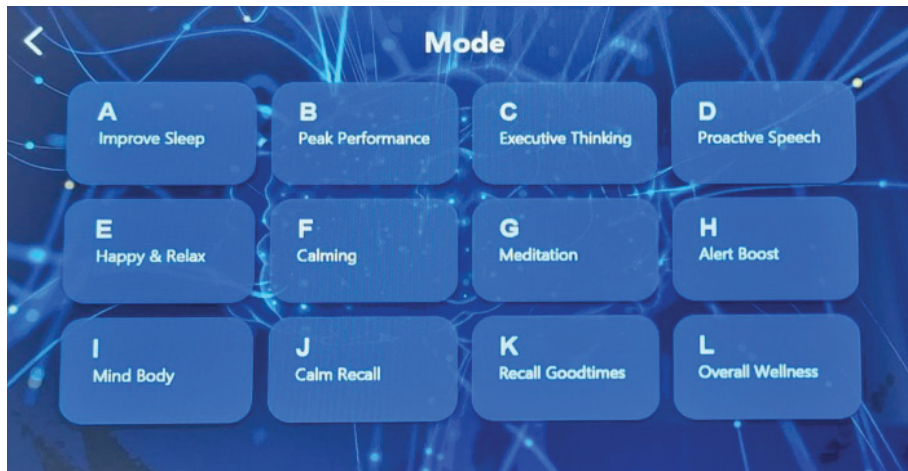 Mode
A
Improve Sleep
B
Peak Performance
C
Executive Thinking
D
Proactive Speech
E
Happy & Relax
F
Calming
G
Meditation
H
Alert Boost
I
Mind Body
J
Calm Recall
K
Recall Goodtimes
L
Overall Wellness